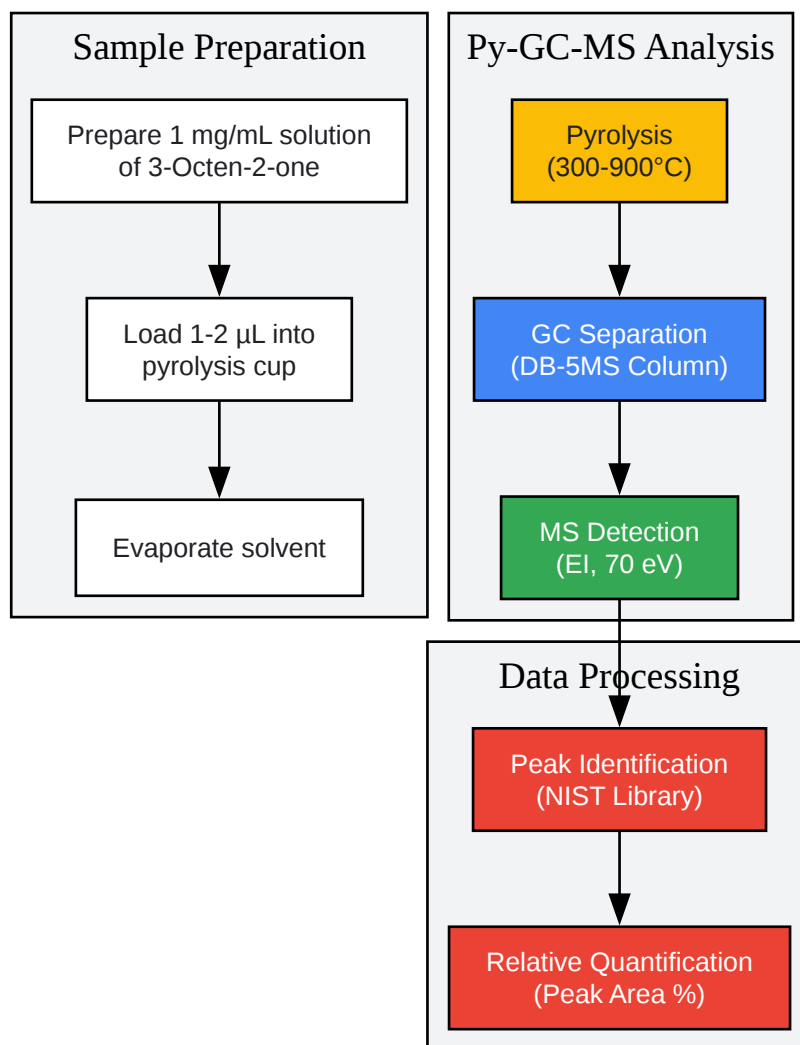 Sample Preparation
Prepare 1 mg/mL solution
of 3-Octen-2-one
Load 1-2 µL into
pyrolysis cup
Evaporate solvent
Py-GC-MS Analysis
Pyrolysis
(300-900°C)
GC Separation
(DB-5MS Column)
MS Detection
(EI, 70 eV)
Data Processing
Peak Identification
(NIST Library)
Relative Quantification
(Peak Area %)